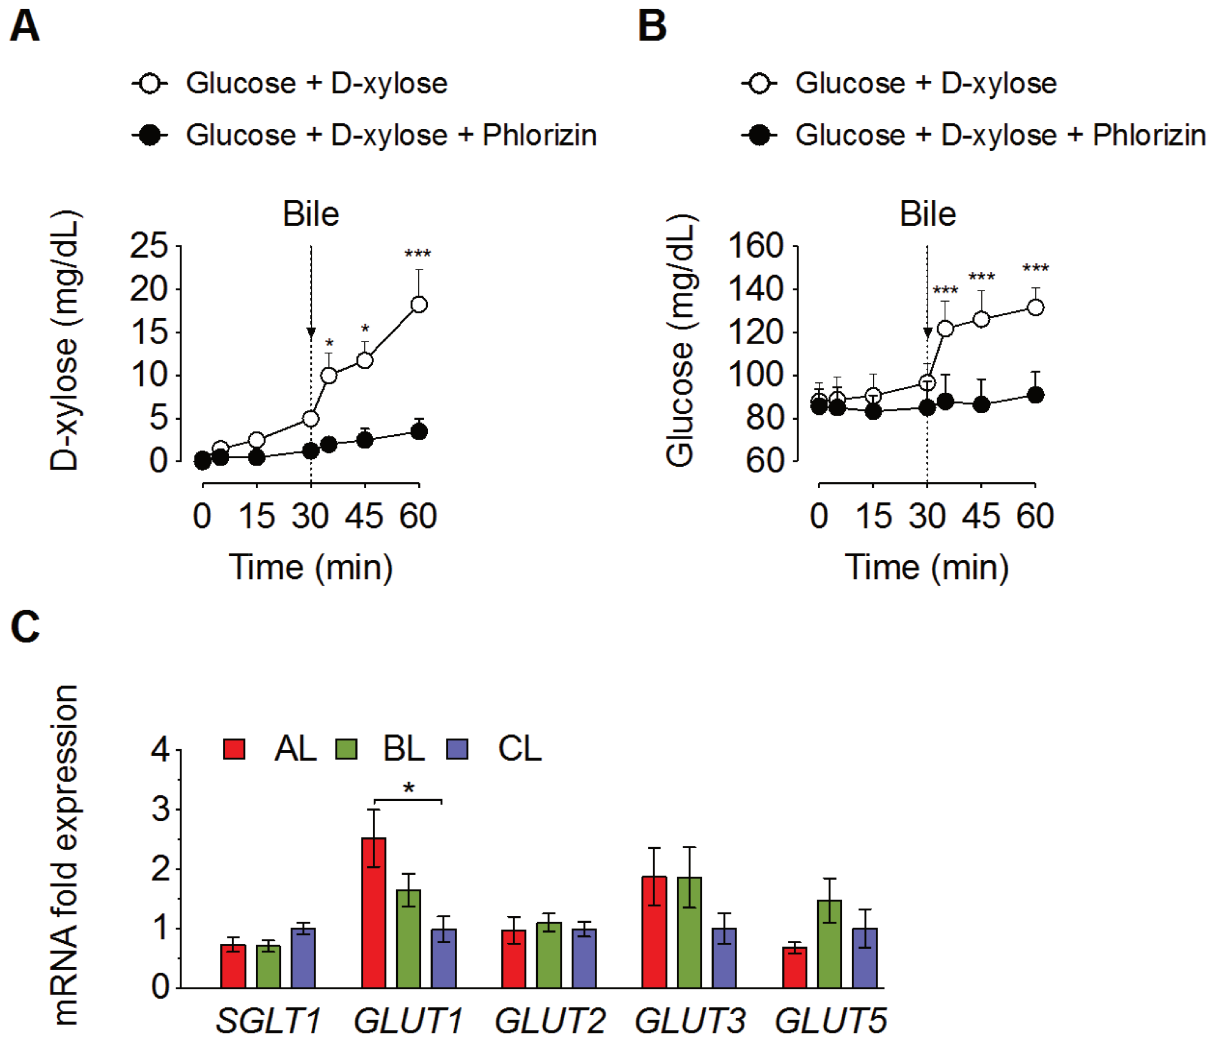 A
Glucose + D-xylose
Glucose + D-xylose + Phlorizin
Bile
D-xylose (mg/dL)
25
20
15
10
5
0
*
*
***
0 15 30 45 60
Time (min)
B
Glucose + D-xylose
Glucose + D-xylose + Phlorizin
Bile
Glucose (mg/dL)
160
140
120
100
80
60
***
***
***
0 15 30 45 60
Time (min)
C
mRNA fold expression
AL BL CL
4
3
2
1
0
*
SGLT1 GLUT1 GLUT2 GLUT3 GLUT5